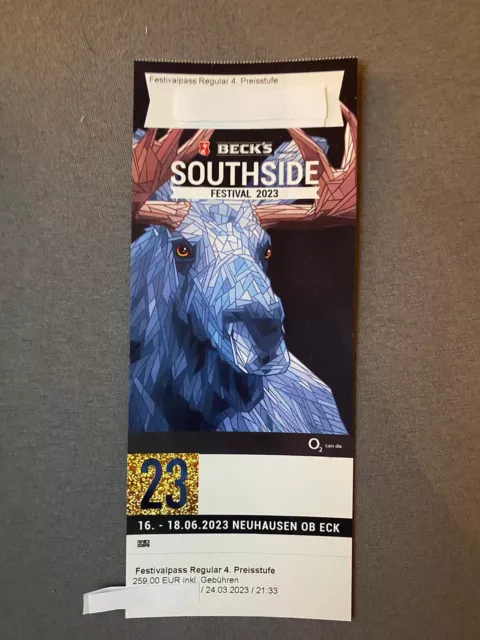 Festivalpass Regular 4. Preisstufe
BECK'S
SOUTHSIDE
FESTIVAL 2023
O2 can do
23
16. - 18.06.2023 NEUHAUSEN OB ECK
Festivalpass Regular 4. Preisstufe
259,00 EUR inkl. Gebühren
/ 24.03.2023 / 21:33